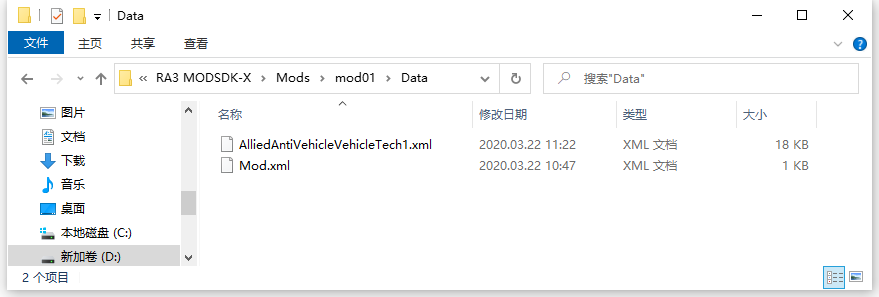 Data
文件 主页 共享 查看
« RA3 MODSDK-X Mods mod01 Data 搜索"Data"
图片
文档
下载
音乐
桌面
本地磁盘 (C:)
新加卷 (D:)
名称 修改日期 类型 大小
AlliedAntiVehicleVehicleTech1.xml 2020.03.22 11:22 XML 文档 18 KB
Mod.xml 2020.03.22 10:47 XML 文档 1 KB
2 个项目